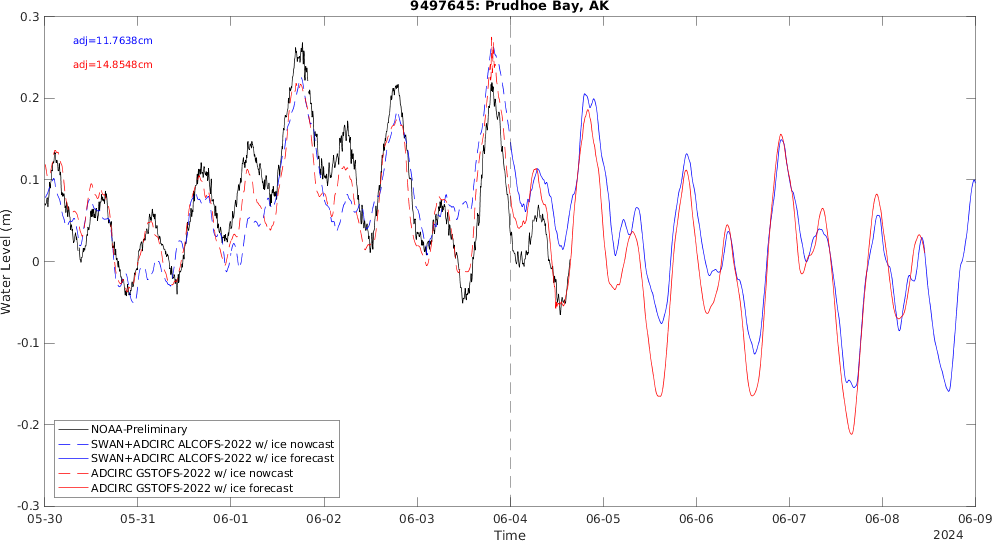 9497645: Prudhoe Bay, AK
adj=11.7638cm
adj=14.8548cm
0.3
0.2
0.1
0
-0.1
-0.2
-0.3
Water Level (m)
NOAA-Preliminary
SWAN+ADCIRC ALCOFS-2022 w/ ice nowcast
SWAN+ADCIRC ALCOFS-2022 w/ ice forecast
ADCIRC GSTOFS-2022 w/ ice nowcast
ADCIRC GSTOFS-2022 w/ ice forecast
05-30 05-31 06-01 06-02 06-03 06-04 06-05 06-06 06-07 06-08 06-09
Time
2024